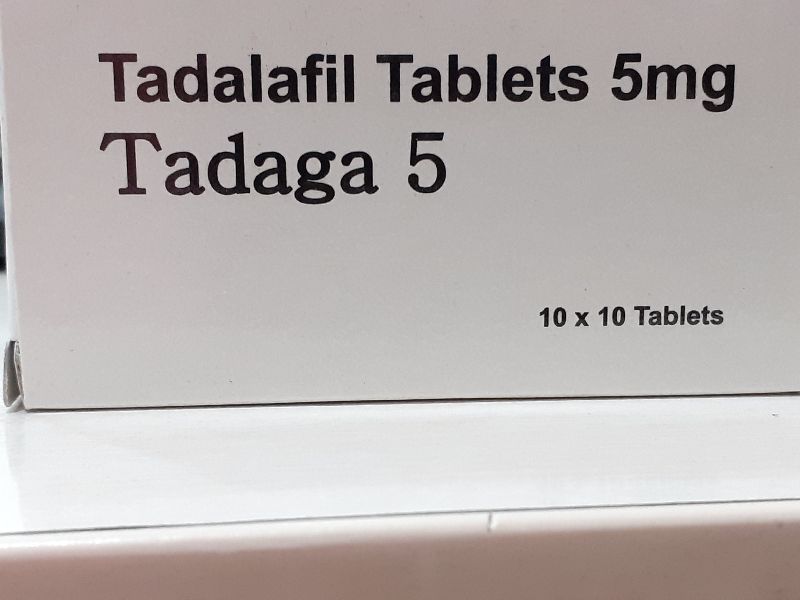 Tadalafil Tablets 5mg
Tadaga 5
10 x 10 Tablets